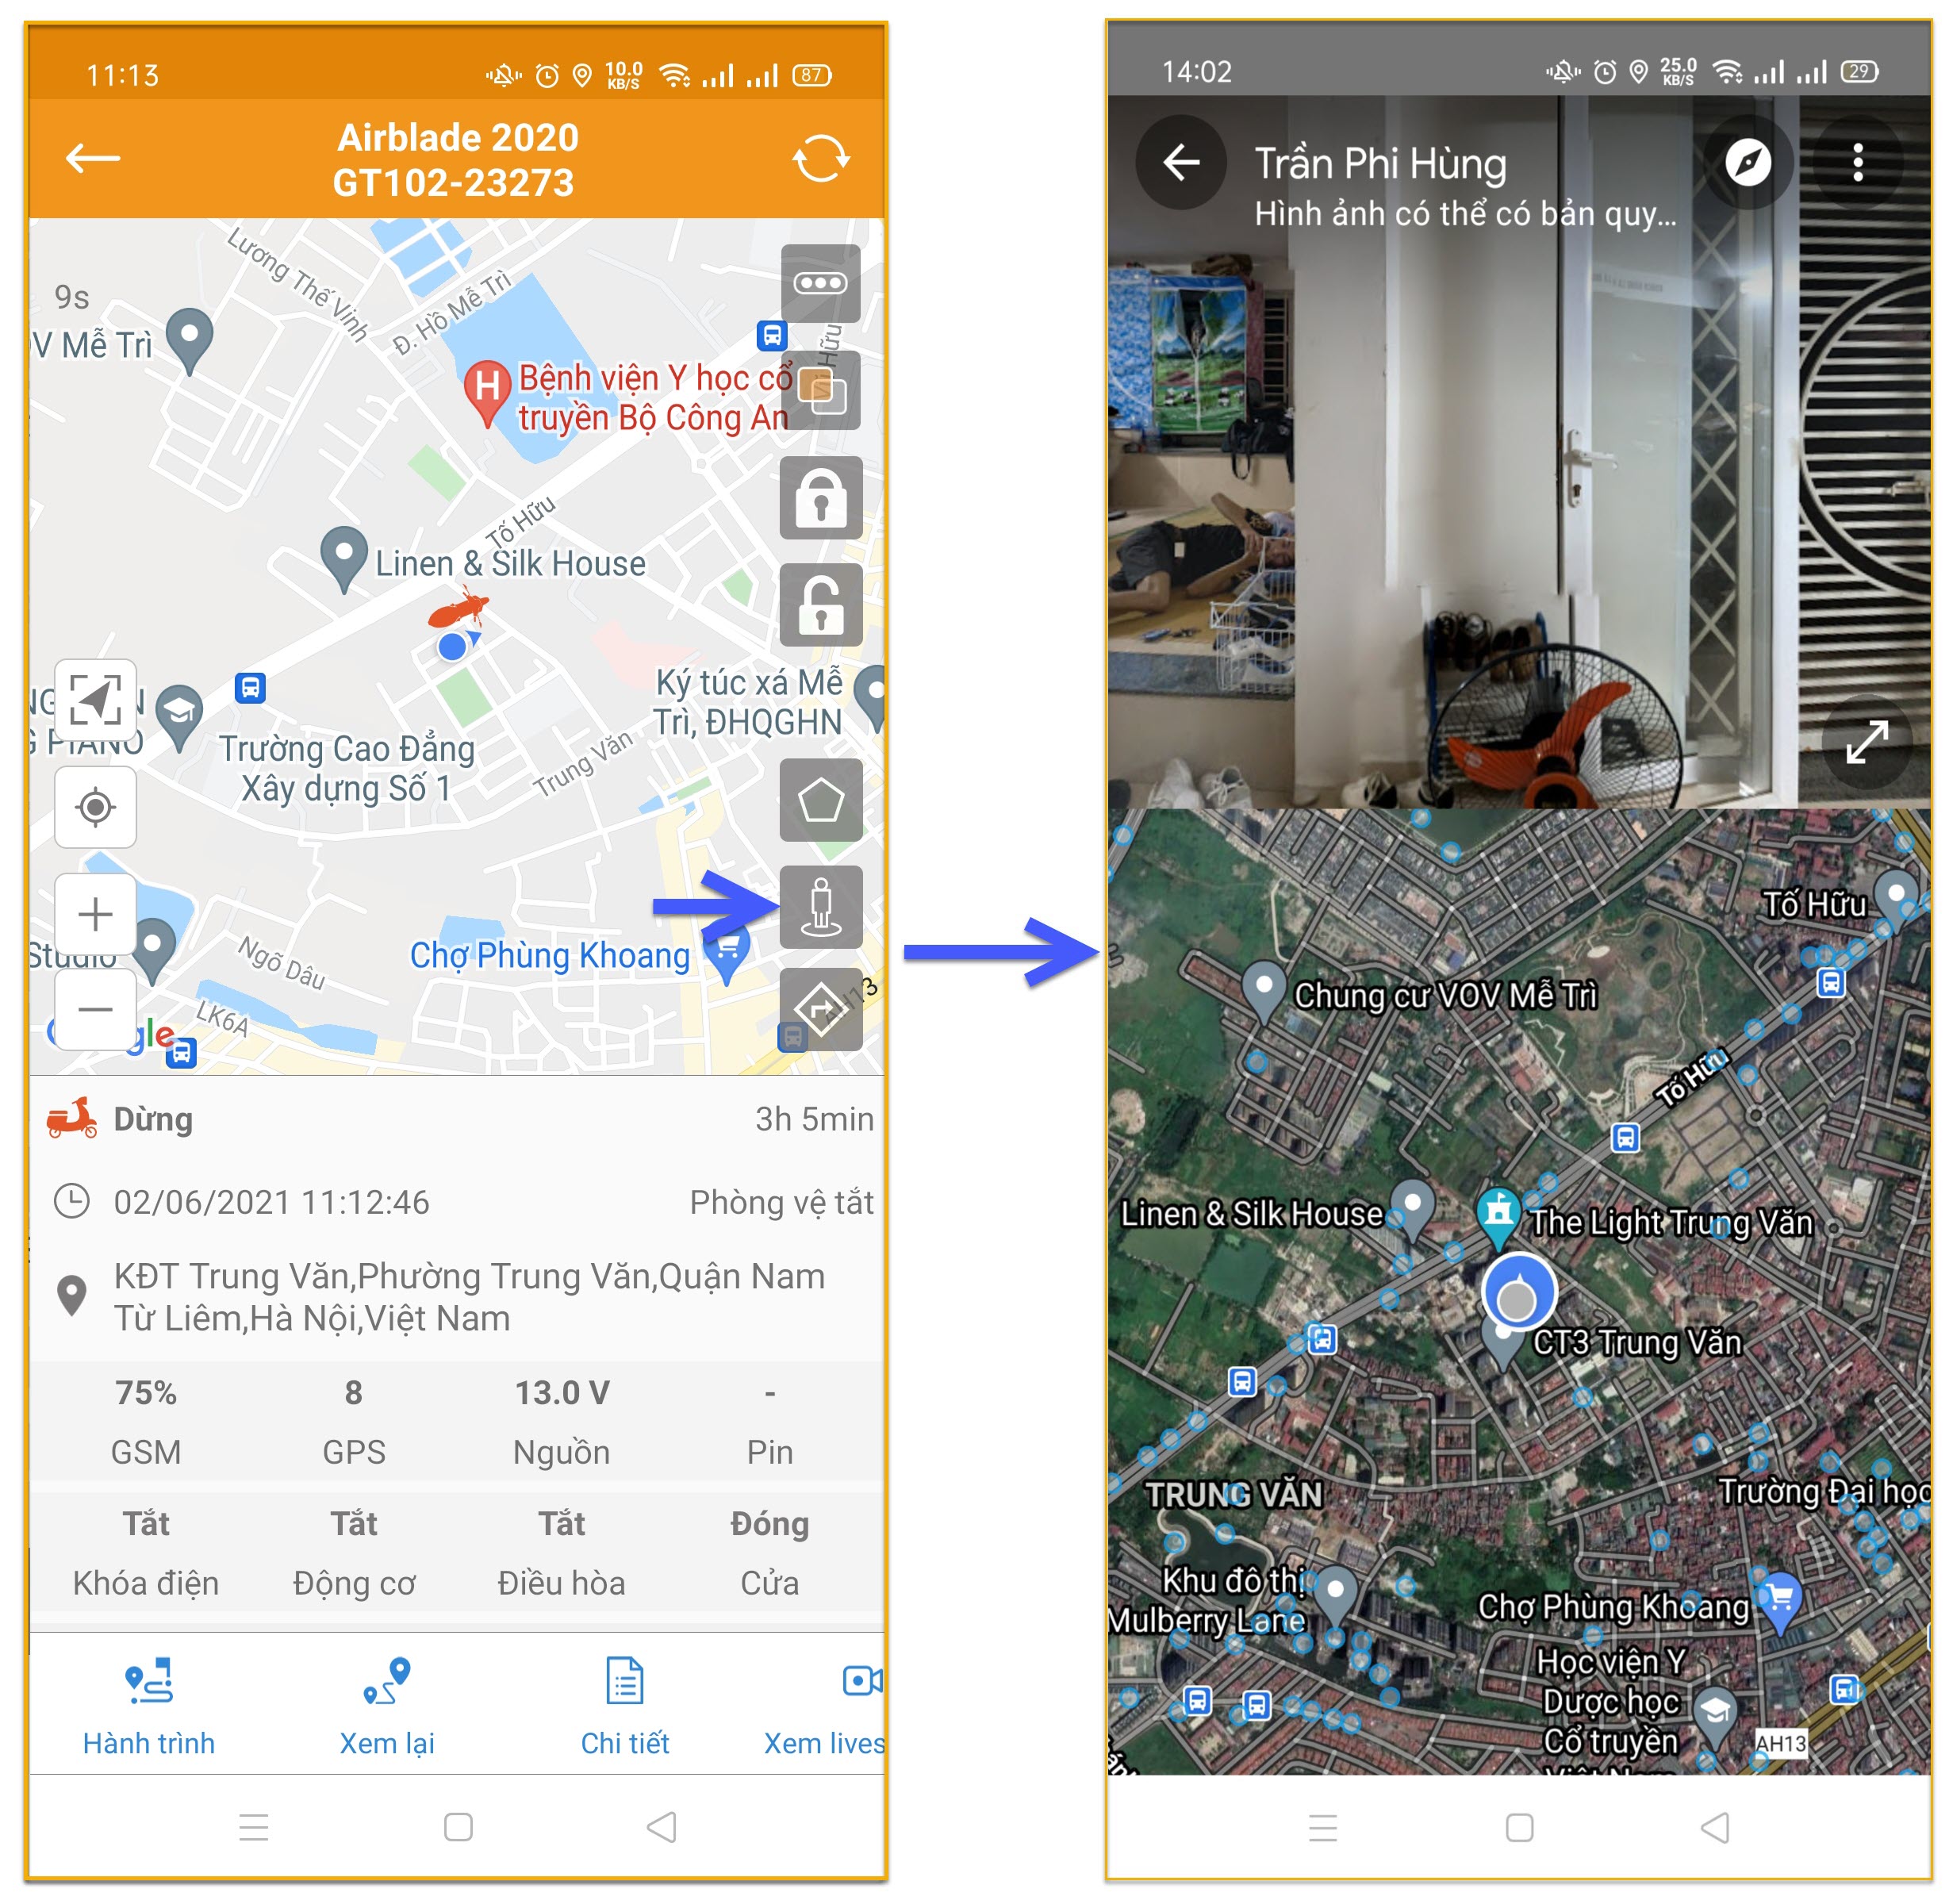 11:13
10.0
KB/S
87
Airblade 2020
GT102-23273
Lương Thế Vinh
Đ. Hồ Mễ Trì
9s
V Mễ Trì
Hữu
H
Bệnh viện Y học cổ
truyền Bộ Công An
Tố Hữu
Linen & Silk House
Ký túc xá Mễ
Trì, ĐHQGHN
PIANO
Trường Cao Đẳng
Xây dựng Số 1
Trung Văn
Chợ Phùng Khoang
Studio
Ngõ Dâu
LK6A
AH13
gle
Dừng
3h 5min
02/06/2021 11:12:46
Phòng vệ tắt
KĐT Trung Văn,Phường Trung Văn,Quận Nam
Từ Liêm,Hà Nội,Việt Nam
75%
8
13.0 V
-
GSM
GPS
Nguồn
Pin
Tắt
Tắt
Tắt
Đóng
Khóa điện
Động cơ
Điều hòa
Cửa
Hành trình
Xem lại
Chi tiết
Xem lives
14:02
25.0
KB/S
29
Trần Phi Hùng
Hình ảnh có thể có bản quy...
Tố Hữu
Chung cư VOV Mễ Trì
Tố Hữu
Linen & Silk House
The Light Trung Văn
CT3 Trung Văn
TRUNG VĂN
Trường Đại học
Khu đô thị
Mulberry Lane
Chợ Phùng Khoang
Học viện Y
Dược học
Cổ truyền
Việt Nam
AH13